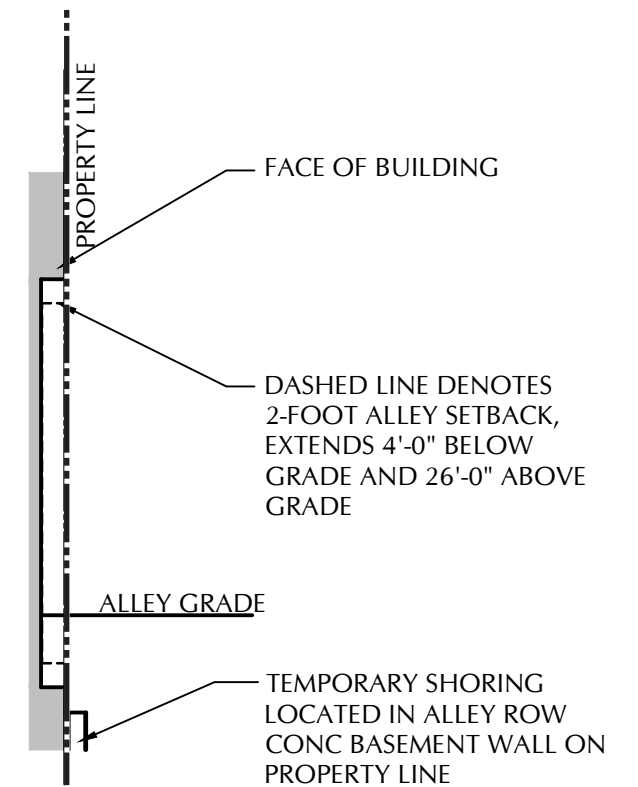 PROPERTY LINE
FACE OF BUILDING
DASHED LINE DENOTES
2-FOOT ALLEY SETBACK,
EXTENDS 4'-0" BELOW
GRADE AND 26'-0" ABOVE
GRADE
ALLEY GRADE
TEMPORARY SHORING
LOCATED IN ALLEY ROW
CONC BASEMENT WALL ON
PROPERTY LINE